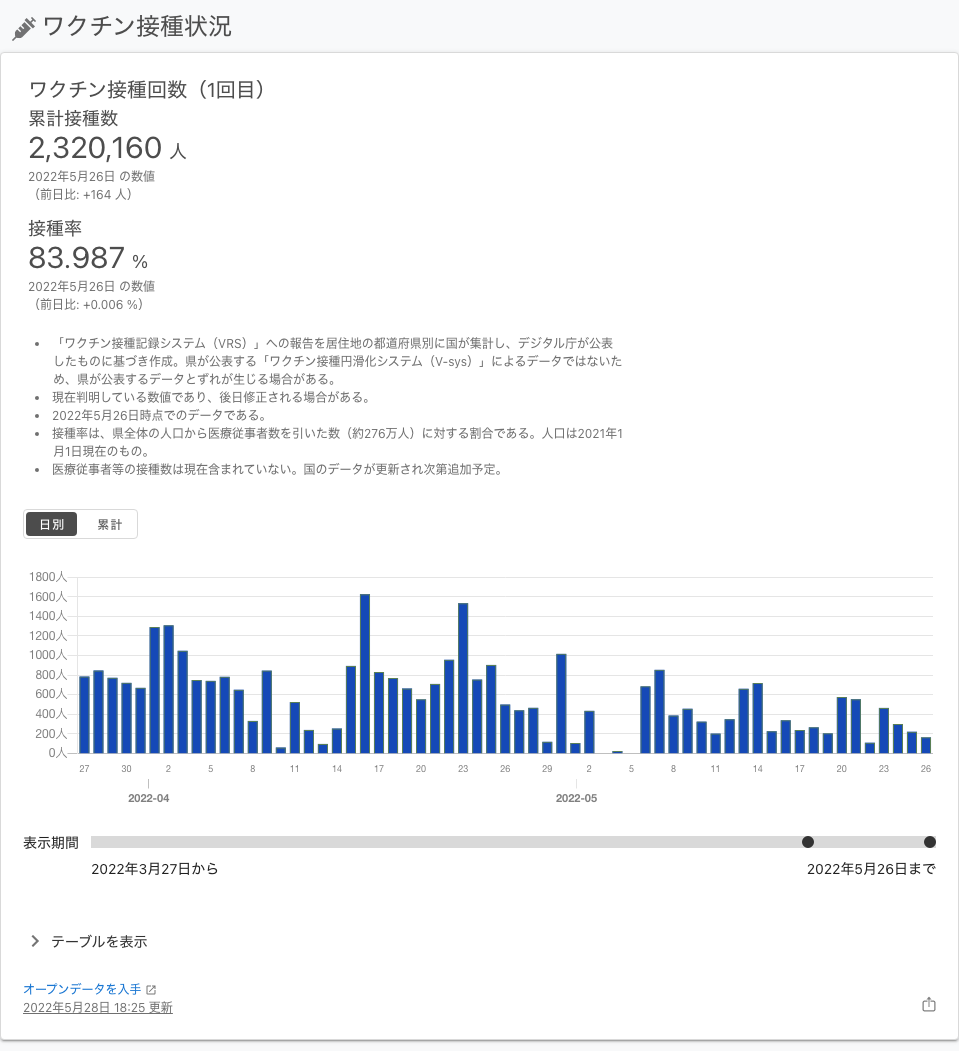 ワクチン接種状況
ワクチン接種回数（1回目）
累計接種数
2,320,160 人
2022年5月26日 の数値
（前日比: +164 人）
接種率
83.987 %
2022年5月26日 の数値
（前日比: +0.006 %）
• 「ワクチン接種記録システム（VRS）」への報告を居住地の都道府県別に国が集計し、デジタル庁が公表
したものに基づき作成。県が公表する「ワクチン接種円滑化システム（V-sys）」によるデータではないた
め、県が公表するデータとずれが生じる場合がある。
• 現在判明している数値であり、後日修正される場合がある。
• 2022年5月26日時点でのデータである。
• 接種率は、県全体の人口から医療従事者数を引いた数（約276万人）に対する割合である。人口は2021年1
月1日現在のもの。
• 医療従事者等の接種数は現在含まれていない。国のデータが更新され次第追加予定。
日別 累計
1800人
1600人
1400人
1200人
1000人
800人
600人
400人
200人
0人
27 30 2 5 8 11 14 17 20 23 26 29 2 5 8 11 14 17 20 23 26
2022-04 2022-05
表示期間
2022年3月27日から 2022年5月26日まで
テーブルを表示
オープンデータを入手
2022年5月28日 18:25 更新